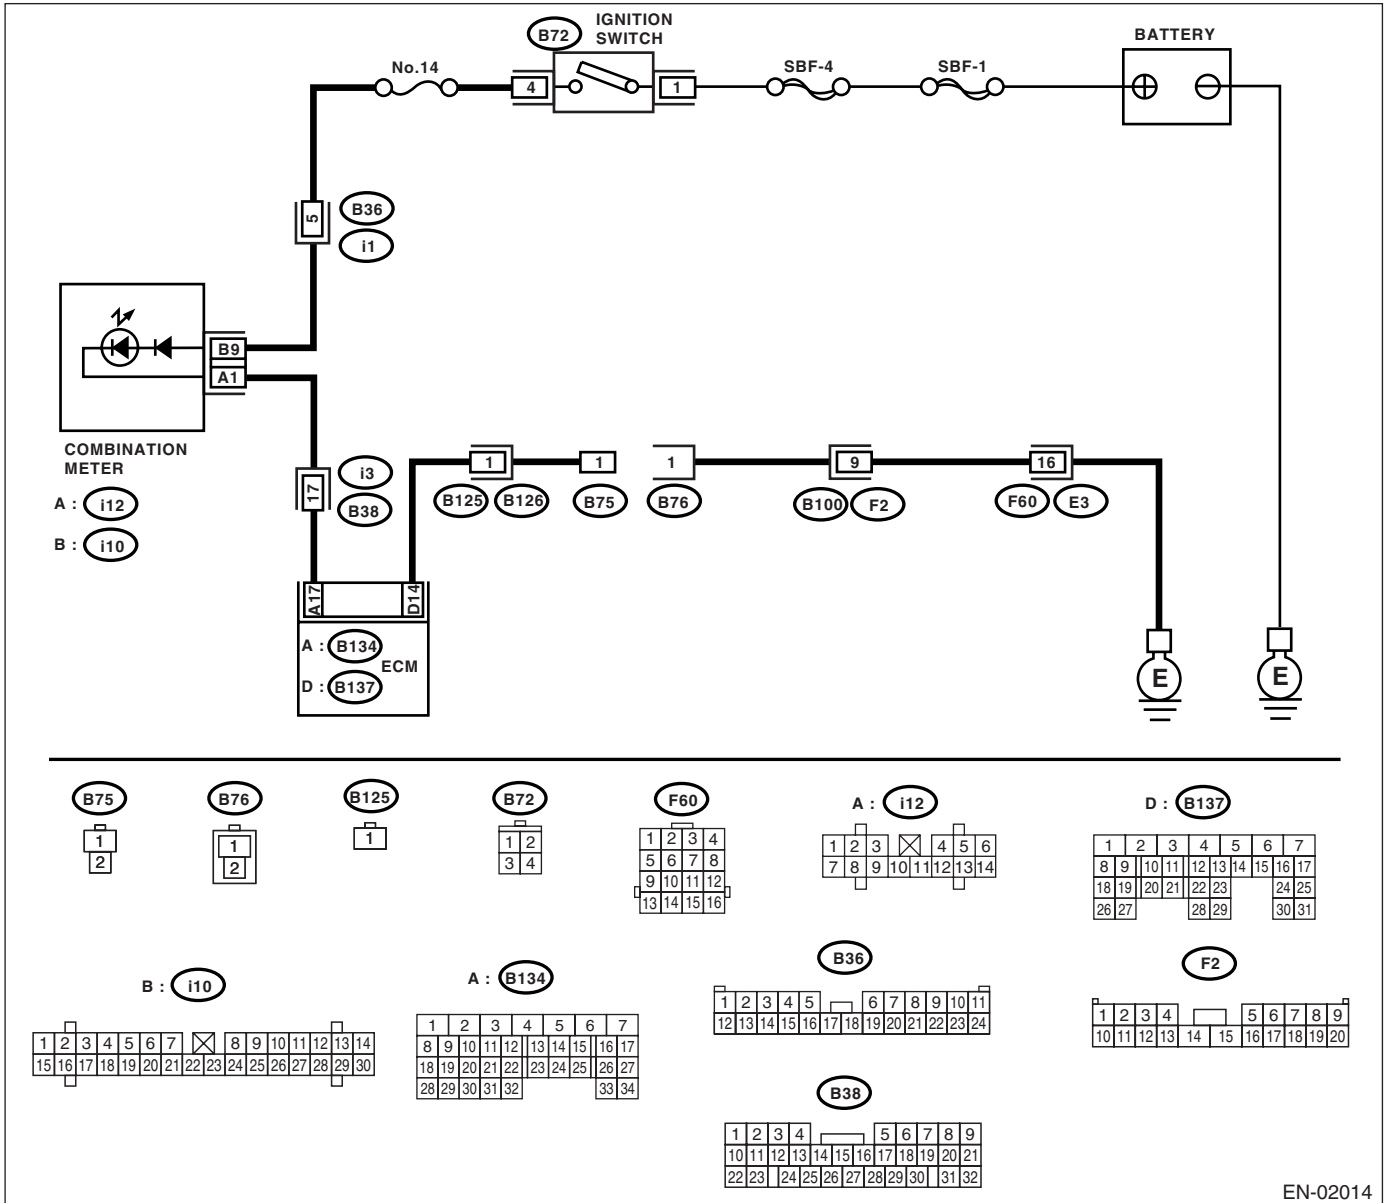 B72
IGNITION
SWITCH
BATTERY
No.14
4
1
SBF-4
SBF-1
5
B36
i1
B9
A1
COMBINATION
METER
A : i12
B : i10
17
i3
B38
1
B125 B126
1
B75
1
B76
9
B100 F2
16
F60 E3
A17
D14
A : B134
ECM
D : B137
E
E
B75
1
2
B76
1
2
B125
1
B72
1 2
3 4
F60
1 2 3 4
5 6 7 8
9 10 11 12
13 14 15 16
A : i12
1 2 3 4 5 6
7 8 9 10 11 12 13 14
D : B137
1 2 3 4 5 6 7
8 9 10 11 12 13 14 15 16 17
18 19 20 21 22 23 24 25
26 27 28 29 30 31
B : i10
1 2 3 4 5 6 7 8 9 10 11 12 13 14
15 16 17 18 19 20 21 22 23 24 25 26 27 28 29 30
A : B134
1 2 3 4 5 6 7
8 9 10 11 12 13 14 15 16 17
18 19 20 21 22 23 24 25 26 27
28 29 30 31 32 33 34
B36
1 2 3 4 5 6 7 8 9 10 11
12 13 14 15 16 17 18 19 20 21 22 23 24
F2
1 2 3 4 5 6 7 8 9
10 11 12 13 14 15 16 17 18 19 20
B38
1 2 3 4 5 6 7 8 9
10 11 12 13 14 15 16 17 18 19 20 21
22 23 24 25 26 27 28 29 30 31 32
EN-02014